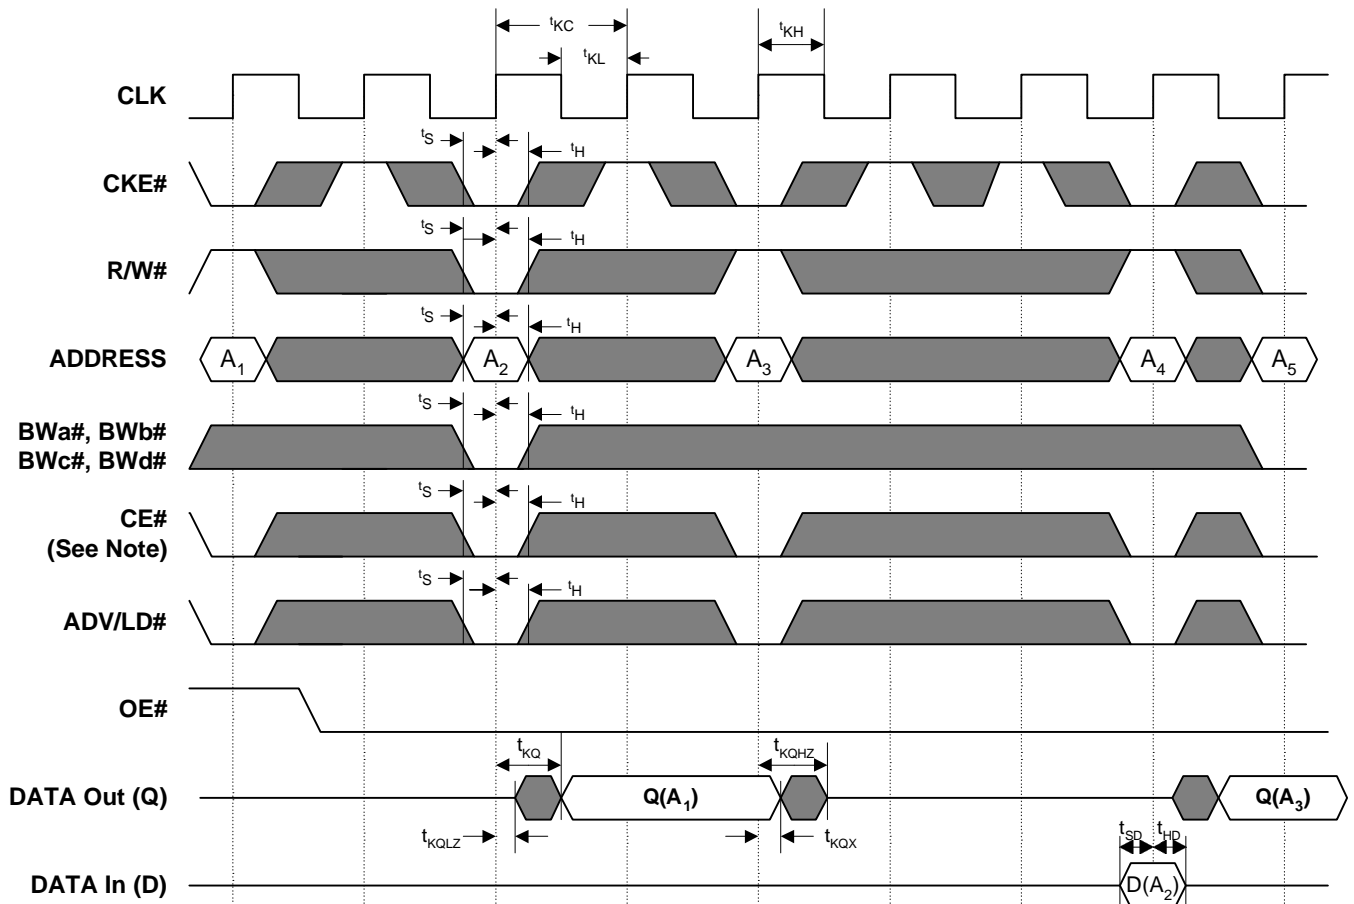 tKC
tKH
tKL
CLK
tS
tH
CKE#
tS
tH
R/W#
tS
tH
ADDRESS
A1
A2
A3
A4
A5
tS
tH
BWa#, BWb#
BWc#, BWd#
tS
tH
CE#
(See Note)
tS
tH
ADV/LD#
OE#
tKQ
tKQHZ
DATA Out (Q)
Q(A1)
Q(A3)
tKQLZ
tKQX
tSD
tHD
DATA In (D)
D(A2)